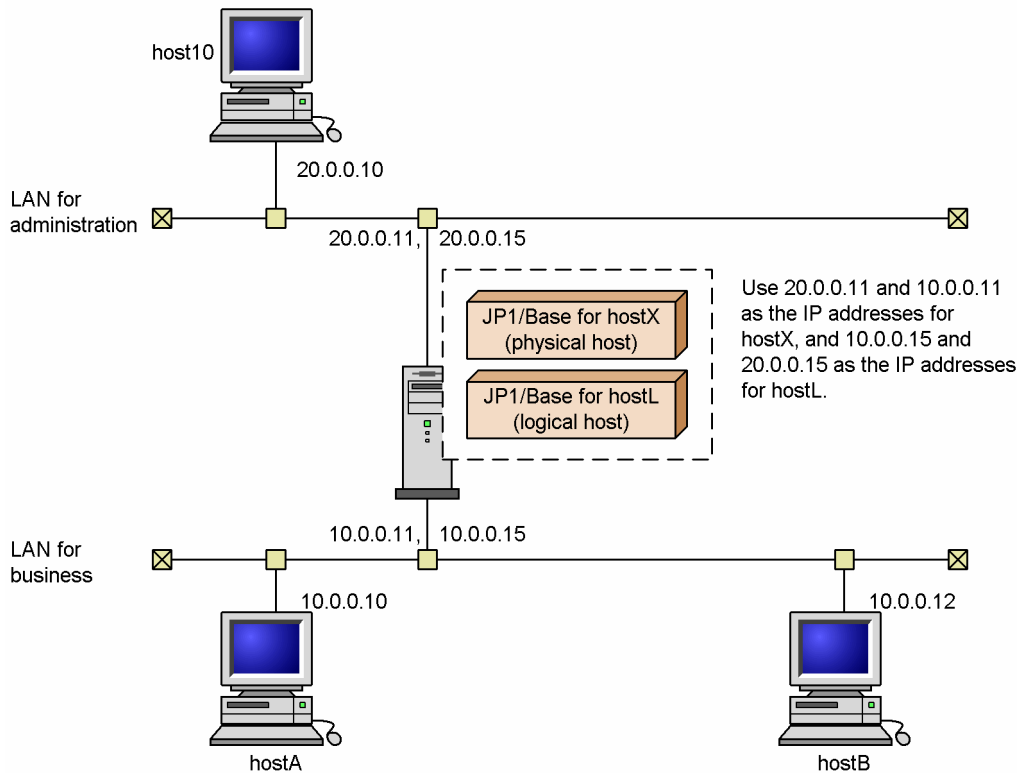 host10
20.0.0.10
LAN for
administration
20.0.0.11, 20.0.0.15
JP1/Base for hostX
(physical host)
JP1/Base for hostL
(logical host)
Use 20.0.0.11 and 10.0.0.11
as the IP addresses for
hostX, and 10.0.0.15 and
20.0.0.15 as the IP addresses
for hostL.
10.0.0.11, 10.0.0.15
LAN for
business
10.0.0.10
10.0.0.12
hostA
hostB